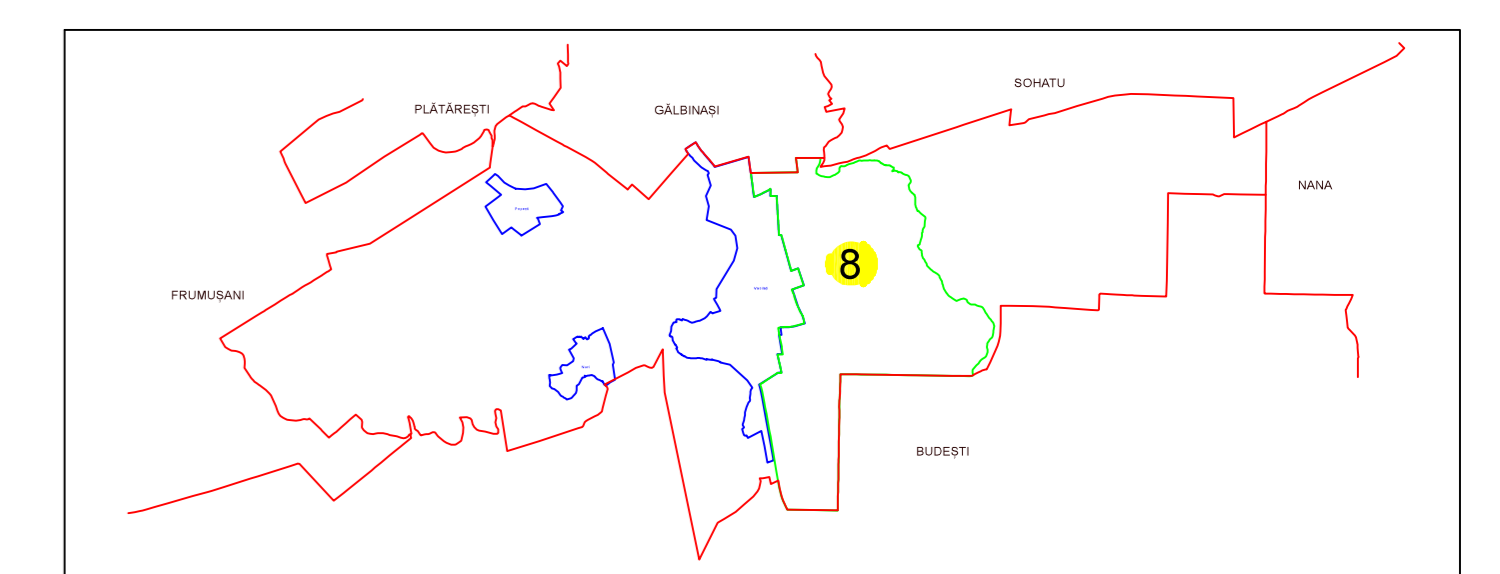 SOHATU
PLĂTĂREȘTI
GĂLBINAȘI
NANA
8
FRUMUȘANI
BUDEȘTI